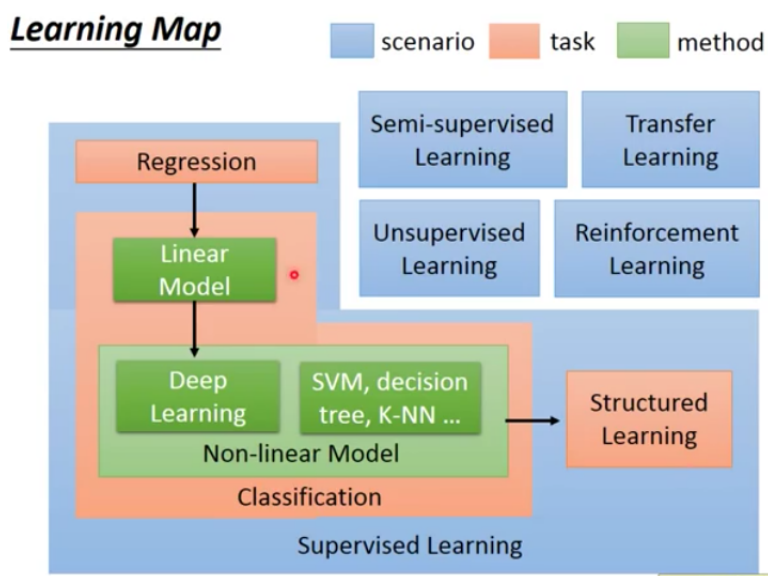 Learning Map
scenario
task
method
Regression
Linear
Model
Deep
Learning
SVM, decision
tree, K-NN ...
Non-linear Model
Classification
Supervised Learning
Structured
Learning
Semi-supervised
Learning
Transfer
Learning
Unsupervised
Learning
Reinforcement
Learning